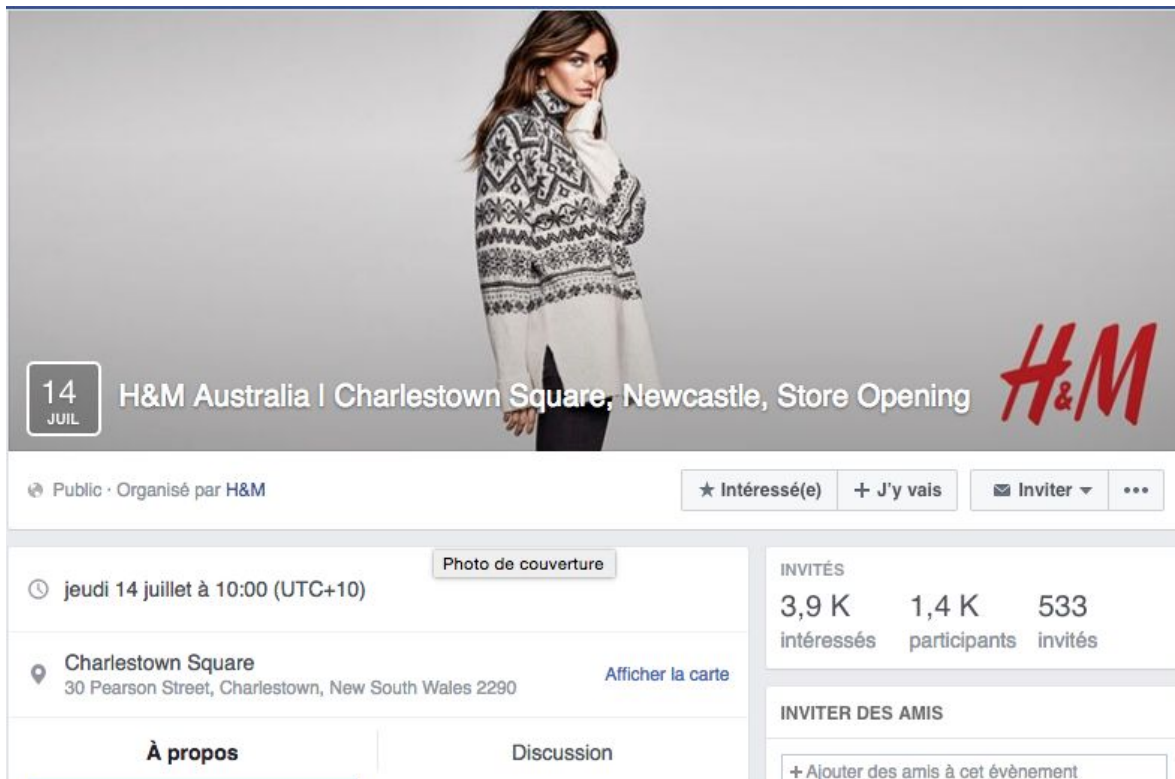 14
JUIL
H&M Australia I Charlestown Square, Newcastle, Store Opening
H&M
Public · Organisé par H&M
★ Intéressé(e)
+ J'y vais
Inviter
•••
Photo de couverture
jeudi 14 juillet à 10:00 (UTC+10)
Charlestown Square
30 Pearson Street, Charlestown, New South Wales 2290
Afficher la carte
À propos
Discussion
INVITÉS
3,9 K 1,4 K 533
intéressés participants invités
INVITER DES AMIS
+ Ajouter des amis à cet évènement